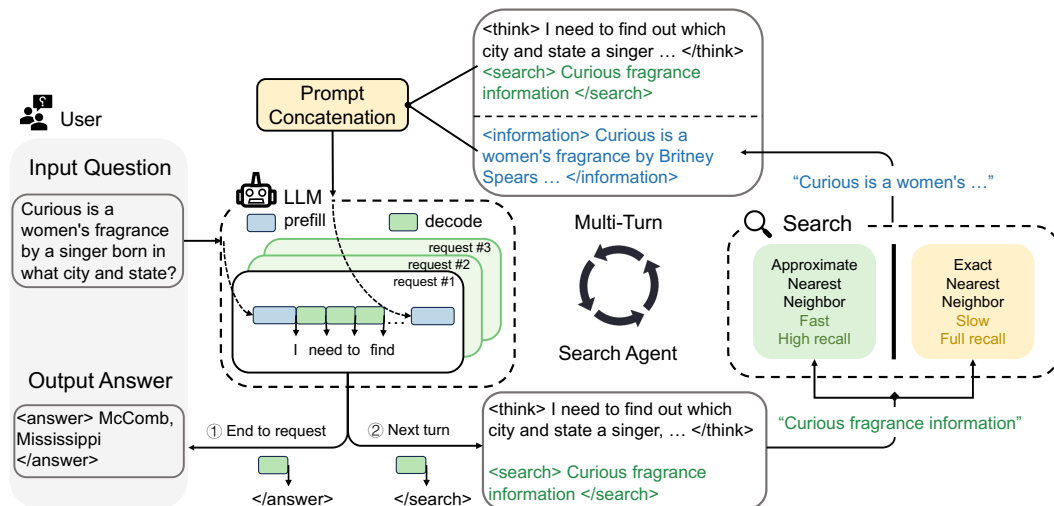 User
Input Question
Curious is a
women's fragrance
by a singer born in
what city and state?
Output Answer
<answer> McComb,
Mississippi
</answer>
Prompt
Concatenation
<think> I need to find out which
city and state a singer … </think>
<search> Curious fragrance
information </search>
<information> Curious is a
women's fragrance by Britney
Spears … </information>
LLM
prefill
decode
request #3
request #2
request #1
I need to find
...
① End to request
</answer>
② Next turn
</search>
Multi-Turn
Search Agent
<think> I need to find out which
city and state a singer, … </think>
<search> Curious fragrance
information </search>
“Curious is a women's …”
Search
Approximate
Nearest
Neighbor
Fast
High recall
Exact
Nearest
Neighbor
Slow
Full recall
“Curious fragrance information”